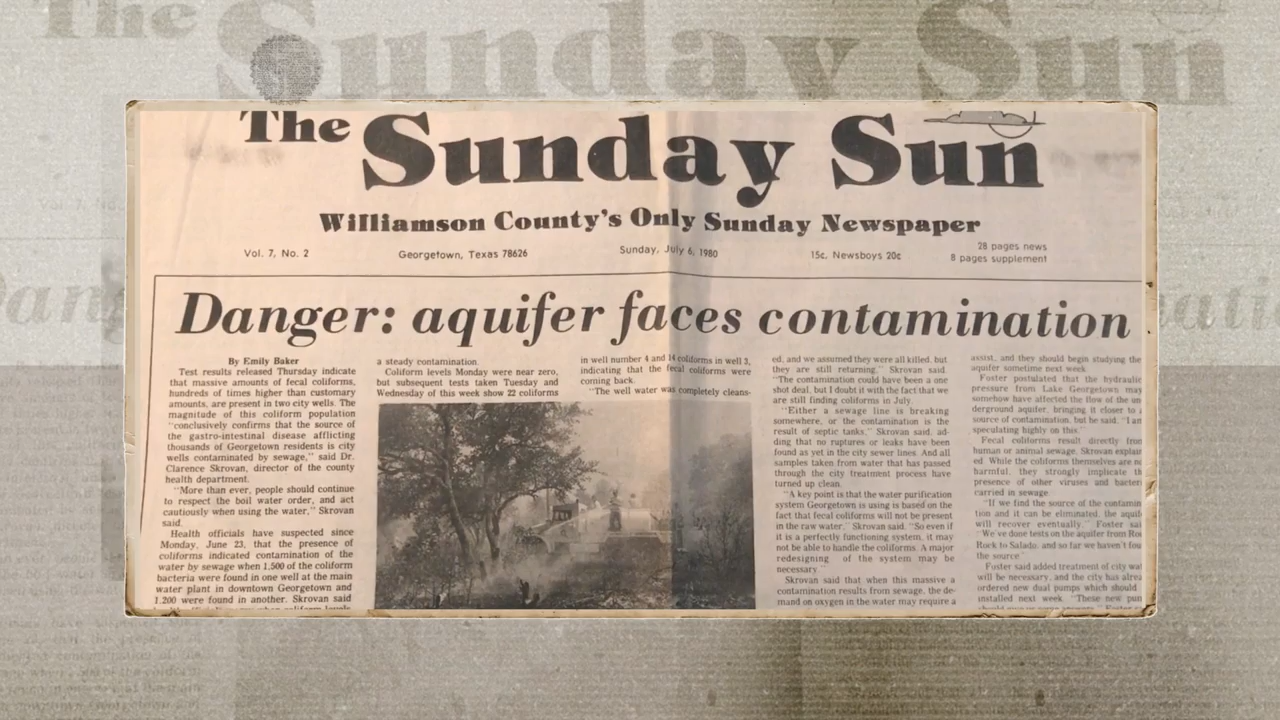 The Sunday Sun
The Sunday Sun
Williamson County's Only Sunday Newspaper
Vol. 7, No. 2
Georgetown, Texas 78626
Sunday, July 6, 1980
15c, Newsboys 20c
28 pages news
8 pages supplement
Danger: aquifer faces contamination
By Emily Baker
Test results released Thursday indicate
that massive amounts of fecal coliforms,
hundreds of times higher than customary
amounts, are present in two city wells. The
magnitude of this coliform population
"conclusively confirms that the source of
the gastro-intestinal disease afflicting
thousands of Georgetown residents is city
wells contaminated by sewage," said Dr.
Clarence Skrovan, director of the county
health department.
"More than ever, people should continue
to respect the boil water order, and act
cautiously when using the water," Skrovan
said.
Health officials have suspected since
Monday, June 23, that the presence of
coliforms indicated contamination of the
water by sewage when 1,500 of the coliform
bacteria were found in one well at the main
water plant in downtown Georgetown and
1,200 were found in another. Skrovan said
a steady contamination.
Coliform levels Monday were near zero,
but subsequent tests taken Tuesday and
Wednesday of this week show 22 coliforms
in well number 4 and 14 coliforms in well 3,
indicating that the fecal coliforms were
coming back.
"The well water was completely cleans-
ed, and we assumed they were all killed, but
they are still returning," Skrovan said.
"The contamination could have been a one
shot deal, but I doubt it with the fact that we
are still finding coliforms in July.
"Either a sewage line is breaking
somewhere, or the contamination is the
result of septic tanks," Skrovan said, ad-
ding that no ruptures or leaks have been
found as yet in the city sewer lines. And all
samples taken from water that has passed
through the city treatment process have
turned up clean.
"A key point is that the water purification
system Georgetown is using is based on the
fact that fecal coliforms will not be present
in the raw water," Skrovan said. "So even if
it is a perfectly functioning system, it may
not be able to handle the coliforms. A major
redesigning of the system may be
necessary."
Skrovan said that when this massive a
contamination results from sewage, the de-
mand on oxygen in the water may require a
assist, and they should begin studying the
aquifer sometime next week.
Foster postulated that the hydraulic
pressure from Lake Georgetown may
somehow have affected the flow of the un
derground aquifer, bringing it closer to a
source of contamination, but he said, "I am
speculating highly on this."
Fecal coliforms result directly from
human or animal sewage, Skrovan explain
ed. While the coliforms themselves are no
harmful, they strongly implicate th
presence of other viruses and bacter
carried in sewage.
"If we find the source of the contamin
tion and it can be eliminated, the aquif
will recover eventually." Foster sai
"We've done tests on the aquifer from Rou
Rock to Salado, and so far we haven't fou
the source."
Foster said added treatment of city wat
will be necessary, and the city has alrea
ordered new dual pumps which should
installed next week. "These new pum